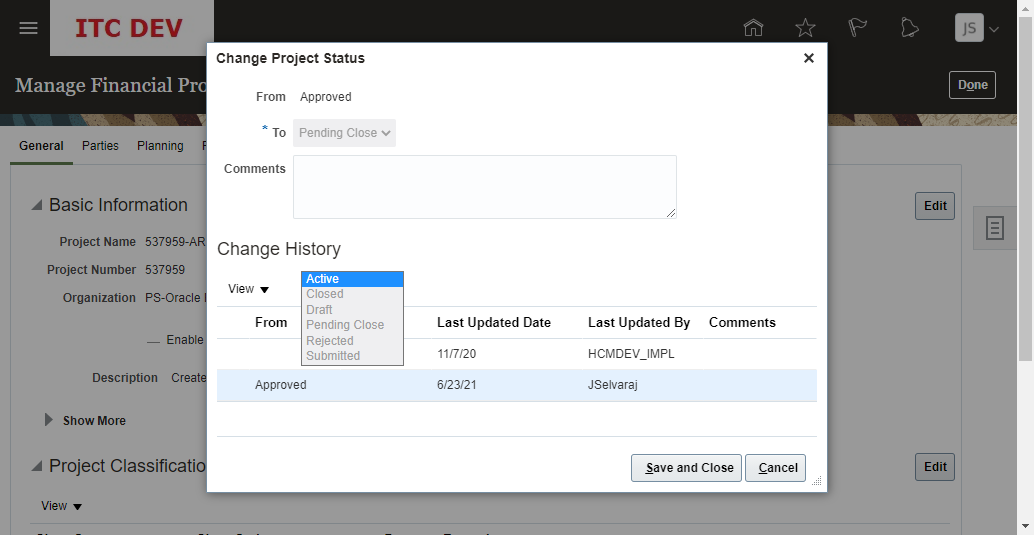 ITC DEV
JS
Manage Financial Pro
Done
General Parties Planning
Basic Information
Edit
Project Name 537959-AR
Project Number 537959
Organization PS-Oracle
Enable
Description Create
Show More
Project Classificatio
Edit
View
Change Project Status
From Approved
* To Pending Close
Comments
Change History
View
Active
Closed
Draft
Pending Close
Rejected
Submitted
From Last Updated Date Last Updated By Comments
11/7/20 HCMDEV_IMPL
Approved 6/23/21 JSelvaraj
Save and Close Cancel